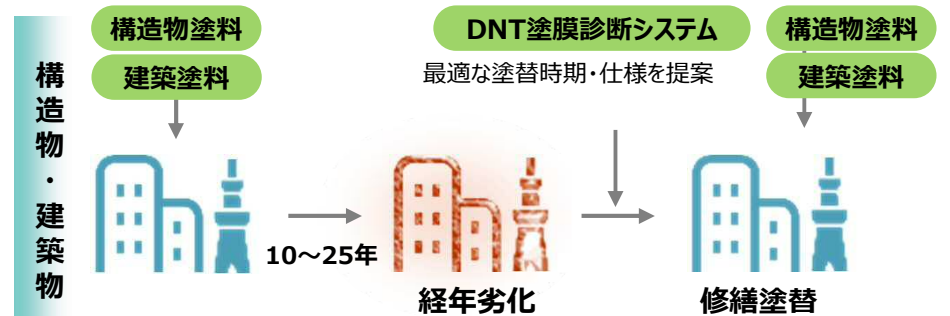 構造物・建築物
構造物塗料
建築塗料
10～25年
経年劣化
DNT塗膜診断システム
最適な塗替時期・仕様を提案
構造物塗料
建築塗料
修繕塗替